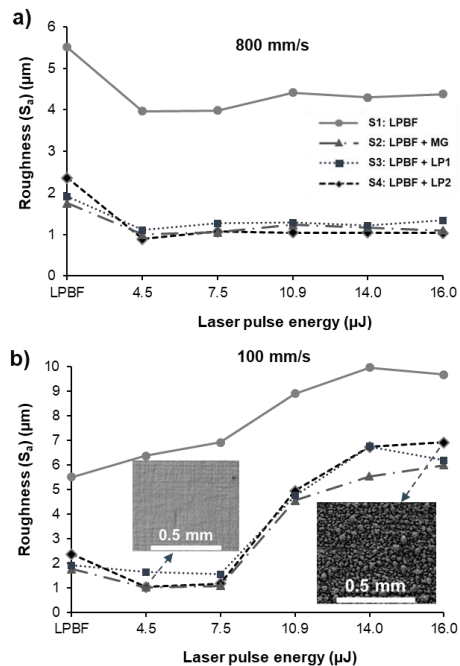 a)
800 mm/s
Roughness (Sₐ) (µm)
6
5
4
3
2
1
0
S1: LPBF
S2: LPBF + MG
S3: LPBF + LP1
S4: LPBF + LP2
LPBF 4.5 7.5 10.9 14.0 16.0
Laser pulse energy (µJ)
b)
100 mm/s
Roughness (Sₐ) (µm)
10
9
8
7
6
5
4
3
2
1
0
0.5 mm
0.5 mm
LPBF 4.5 7.5 10.9 14.0 16.0
Laser pulse energy (µJ)